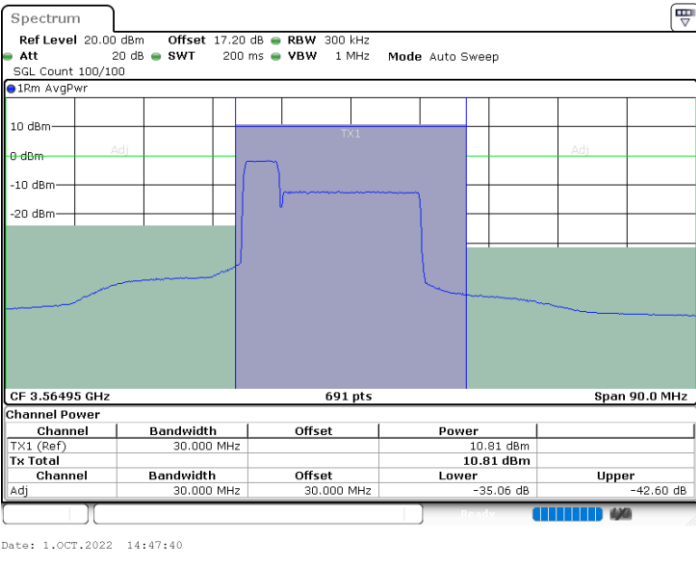 Spectrum
Ref Level 20.00 dBm Offset 17.20 dB RBW 300 kHz
Att 20 dB SWT 200 ms VBW 1 MHz Mode Auto Sweep
SGL Count 100/100
1Rm AvgPwr
10 dBm
TX1
Adj
Adj
0 dBm
-10 dBm
-20 dBm
CF 3.56495 GHz 691 pts Span 90.0 MHz
Channel Power
Channel Bandwidth Offset Power
TX1 (Ref) 30.000 MHz 10.81 dBm
Tx Total 10.81 dBm
Channel Bandwidth Offset Lower Upper
Adj 30.000 MHz 30.000 MHz -35.06 dB -42.60 dB
Ready
Date: 1.OCT.2022 14:47:40